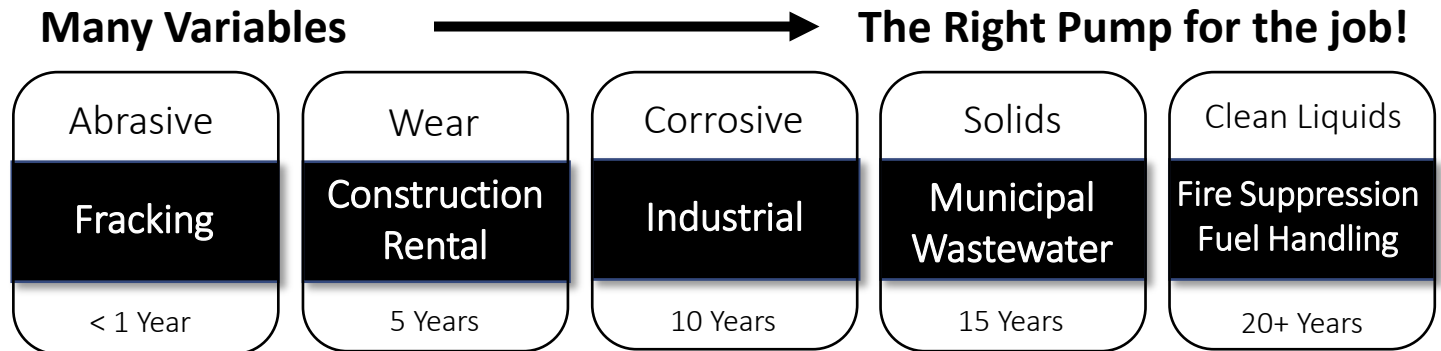 Many Variables The Right Pump for the job!
Abrasive
Fracking
< 1 Year
Wear
Construction
Rental
5 Years
Corrosive
Industrial
10 Years
Solids
Municipal
Wastewater
15 Years
Clean Liquids
Fire Suppression
Fuel Handling
20+ Years